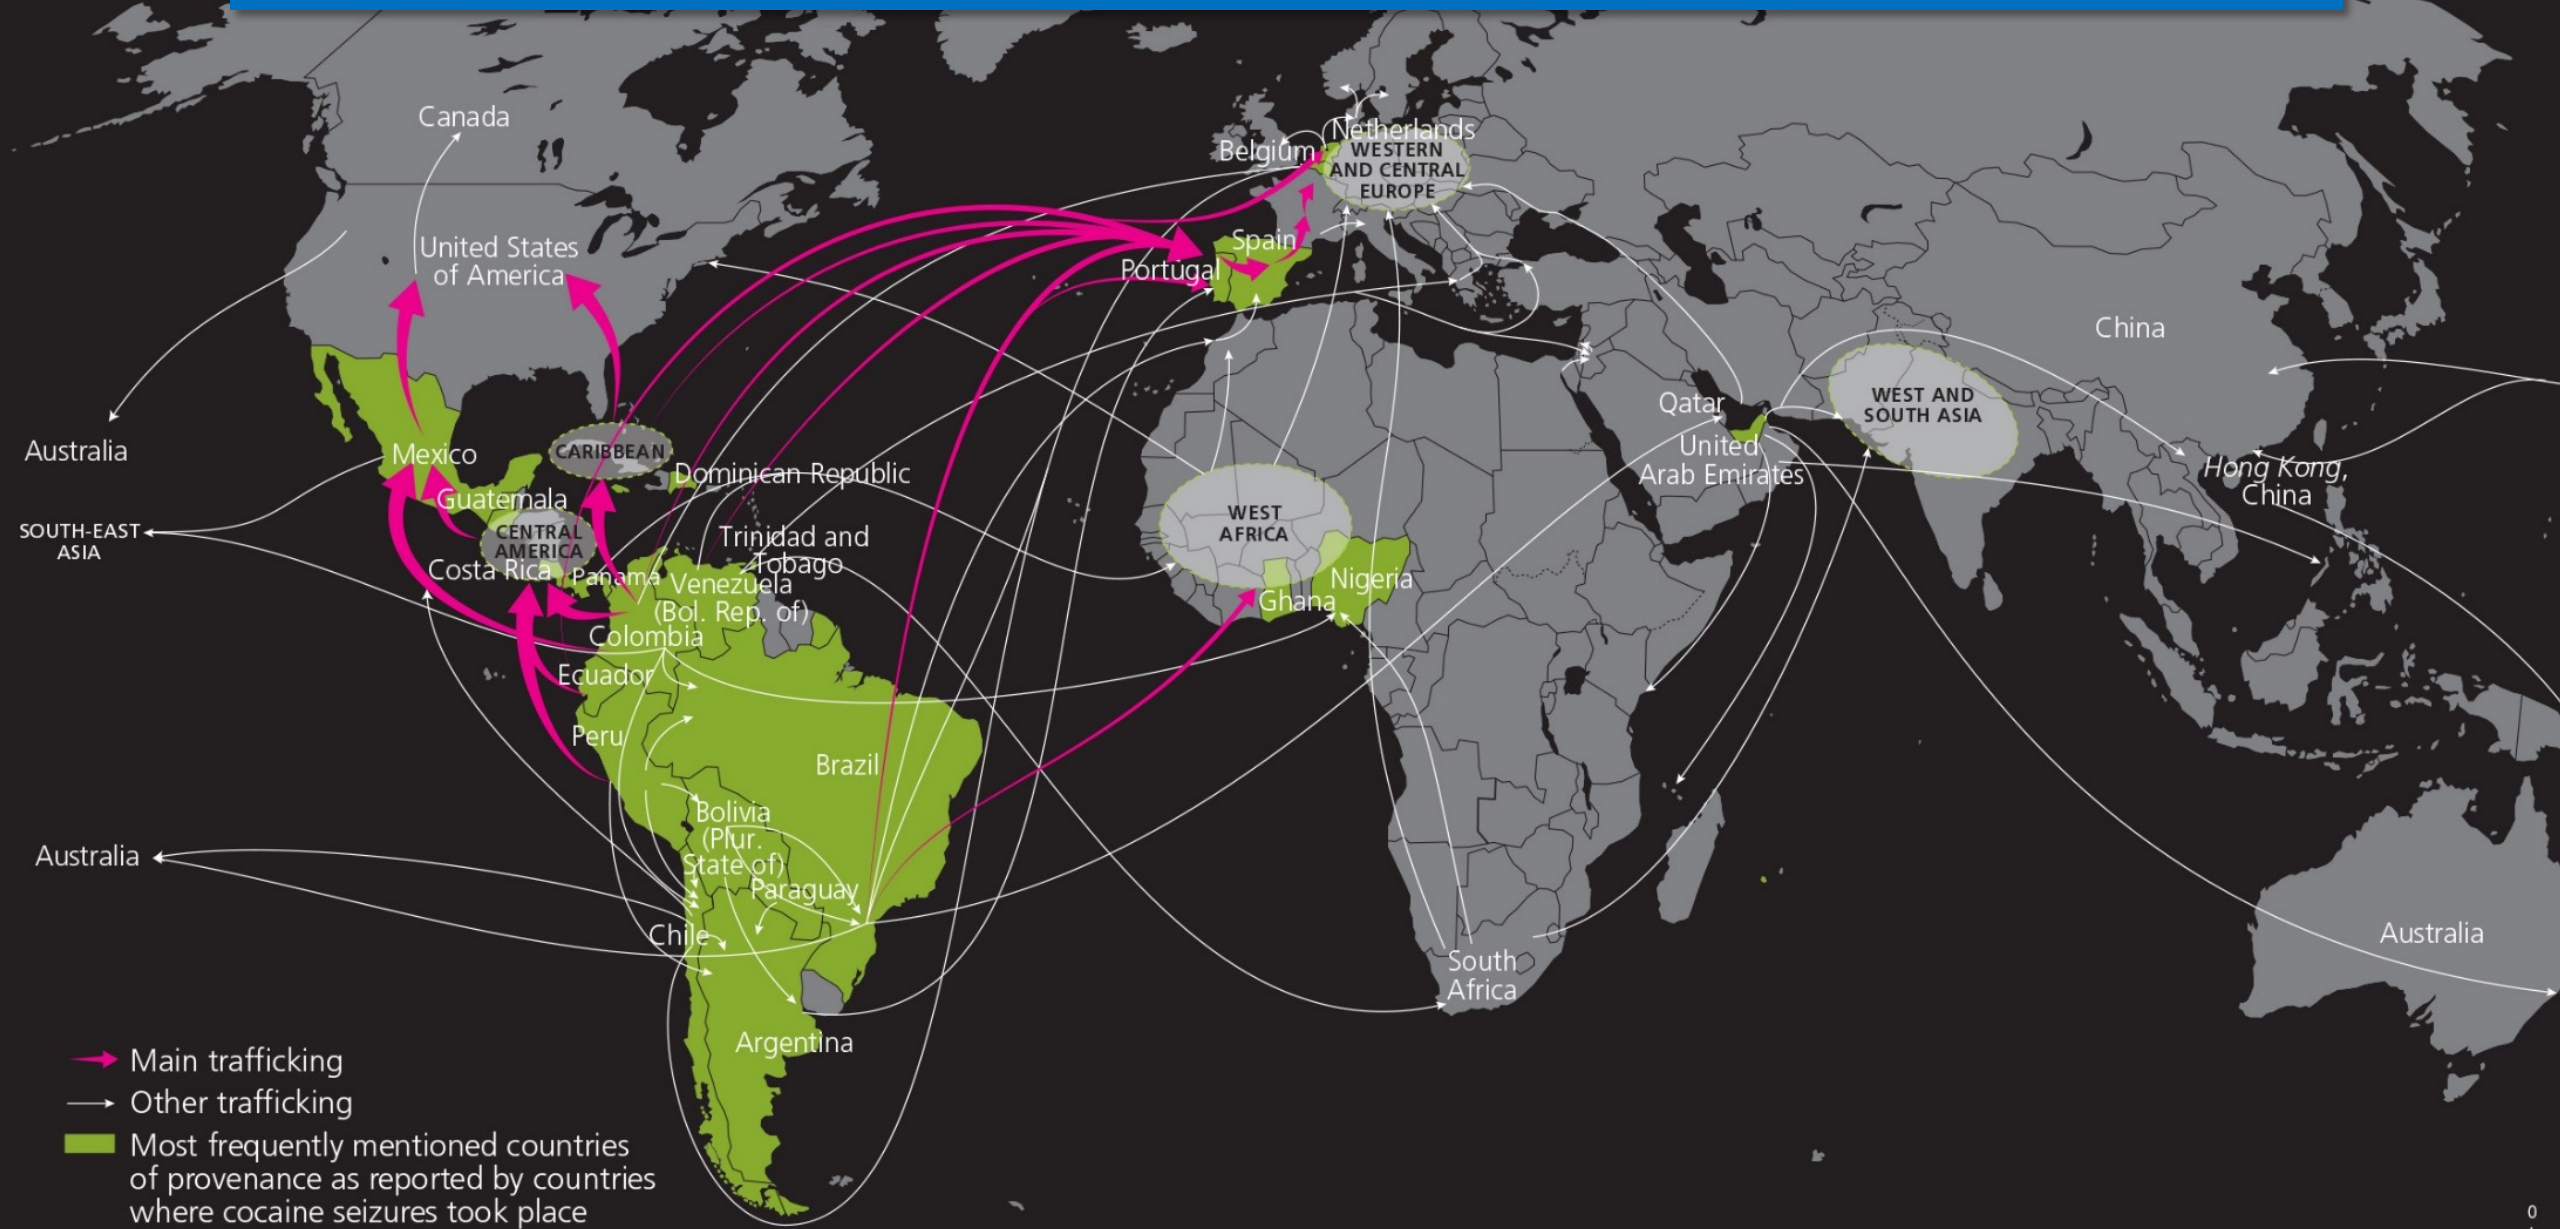 Canada
Netherlands
Belgium
WESTERN
AND CENTRAL
EUROPE
United States
of America
Spain
Portugal
China
Australia
Mexico
CARIBBEAN
Dominican Republic
Guatemala
SOUTH-EAST
ASIA
CENTRAL
AMERICA
Costa Rica
Panama
Trinidad and
Tobago
Venezuela
(Bol. Rep. of)
Colombia
Ecuador
Peru
Brazil
Bolivia
(Plur.
State of)
Paraguay
Chile
Argentina
WEST
AFRICA
Nigeria
Ghana
Qatar
United
Arab Emirates
WEST AND
SOUTH ASIA
Hong Kong,
China
South
Africa
Australia
Australia
Main trafficking
Other trafficking
Most frequently mentioned countries
of provenance as reported by countries
where cocaine seizures took place
0